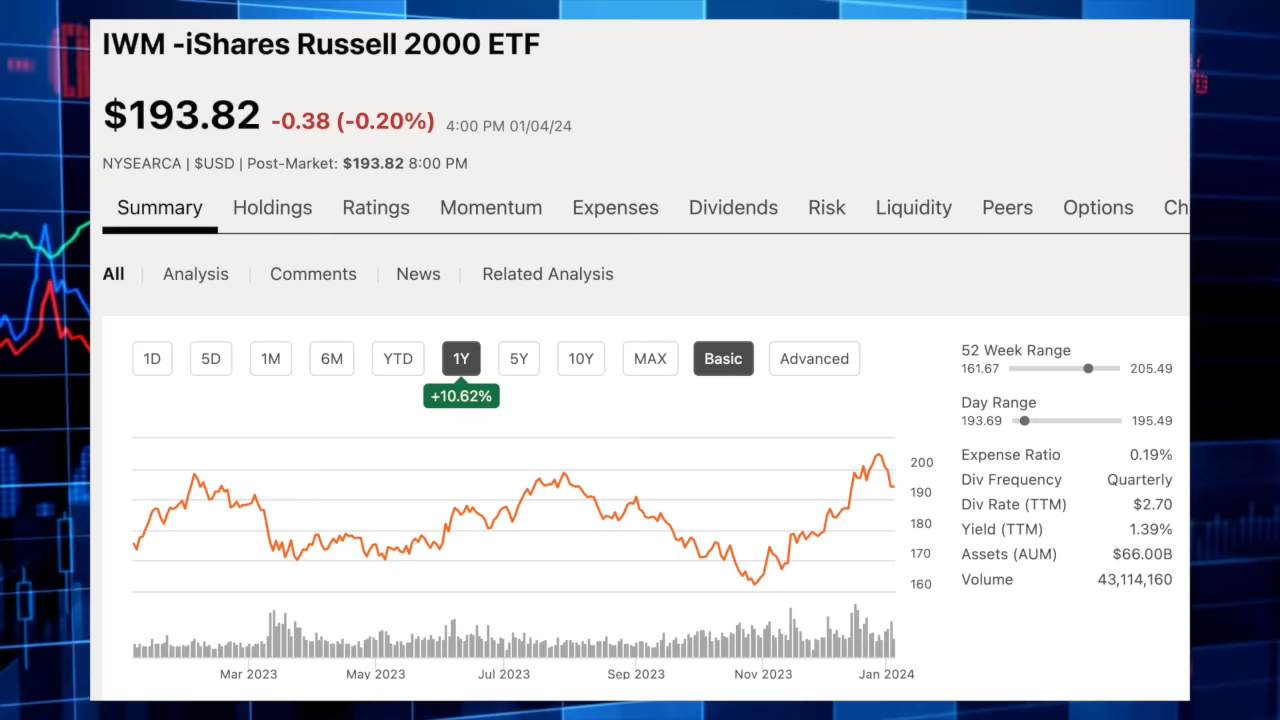 IWM -iShares Russell 2000 ETF
$193.82 -0.38 (-0.20%) 4:00 PM 01/04/24
NYSEARCA | $USD | Post-Market: $193.82 8:00 PM
Summary Holdings Ratings Momentum Expenses Dividends Risk Liquidity Peers Options Ch
All | Analysis | Comments | News | Related Analysis
1D 5D 1M 6M YTD 1Y 5Y 10Y MAX Basic Advanced
+10.62%
52 Week Range
161.67 205.49
Day Range
193.69 195.49
Expense Ratio 0.19%
Div Frequency Quarterly
Div Rate (TTM) $2.70
Yield (TTM) 1.39%
Assets (AUM) $66.00B
Volume 43,114,160
200
190
180
170
160
Mar 2023 May 2023 Jul 2023 Sep 2023 Nov 2023 Jan 2024